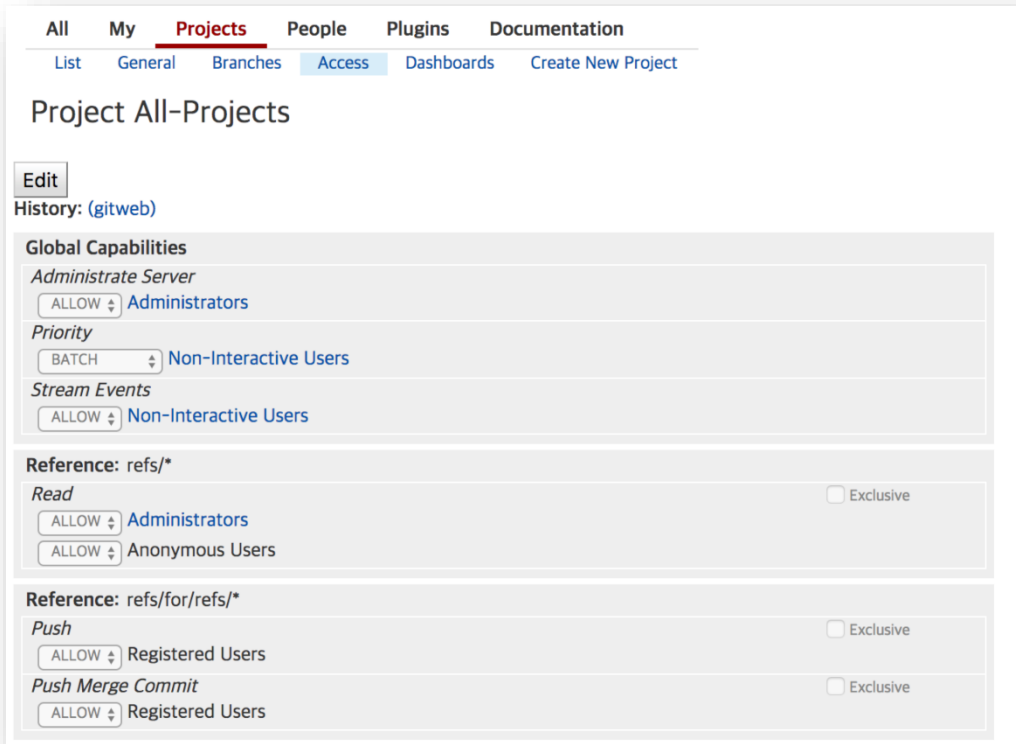 All My Projects People Plugins Documentation
List General Branches Access Dashboards Create New Project
Project All-Projects
Edit
History: (gitweb)
Global Capabilities
Administrate Server
ALLOW Administrators
Priority
BATCH Non-Interactive Users
Stream Events
ALLOW Non-Interactive Users
Reference: refs/*
Read Exclusive
ALLOW Administrators
ALLOW Anonymous Users
Reference: refs/for/refs/*
Push Exclusive
ALLOW Registered Users
Push Merge Commit Exclusive
ALLOW Registered Users